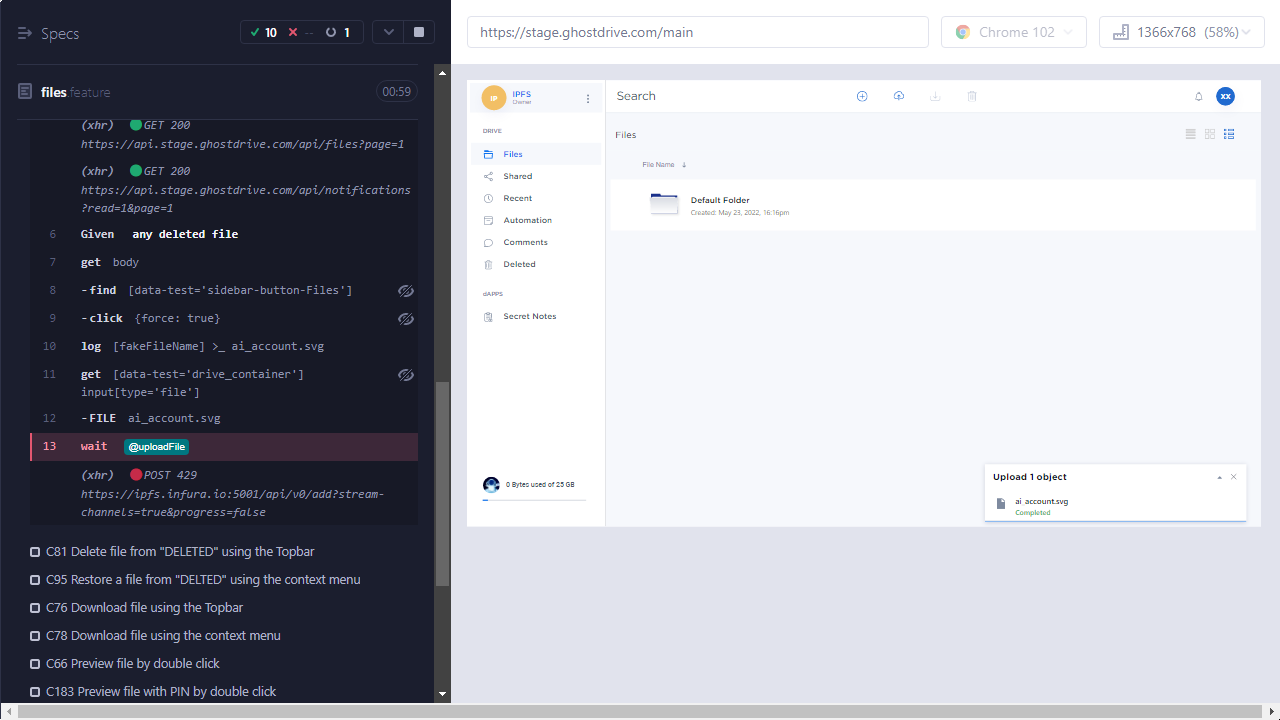 Specs
10
--
1
files feature
00:59
(xhr) GET 200
https://api.stage.ghostdrive.com/api/files?page=1
(xhr) GET 200
https://api.stage.ghostdrive.com/api/notifications
?read=1&page=1
6 Given any deleted file
7 get body
8 -find [data-test='sidebar-button-Files']
9 -click {force: true}
10 log [fakeFileName] >_ ai_account.svg
11 get [data-test='drive_container']
input[type='file']
12 -FILE ai_account.svg
13 wait @uploadFile
(xhr) POST 429
https://ipfs.infura.io:5001/api/v0/add?stream-
channels=true&progress=false
C81 Delete file from "DELETED" using the Topbar
C95 Restore a file from "DELTED" using the context menu
C76 Download file using the Topbar
C78 Download file using the context menu
C66 Preview file by double click
C183 Preview file with PIN by double click
https://stage.ghostdrive.com/main
Chrome 102
1366x768 (58%)
IP
IPFS
Owner
DRIVE
Files
Shared
Recent
Automation
Comments
Deleted
dAPPS
Secret Notes
0 Bytes used of 25 GB
Search
XX
Files
File Name
Default Folder
Created: May 23, 2022, 16:16pm
Upload 1 object
ai_account.svg
Completed